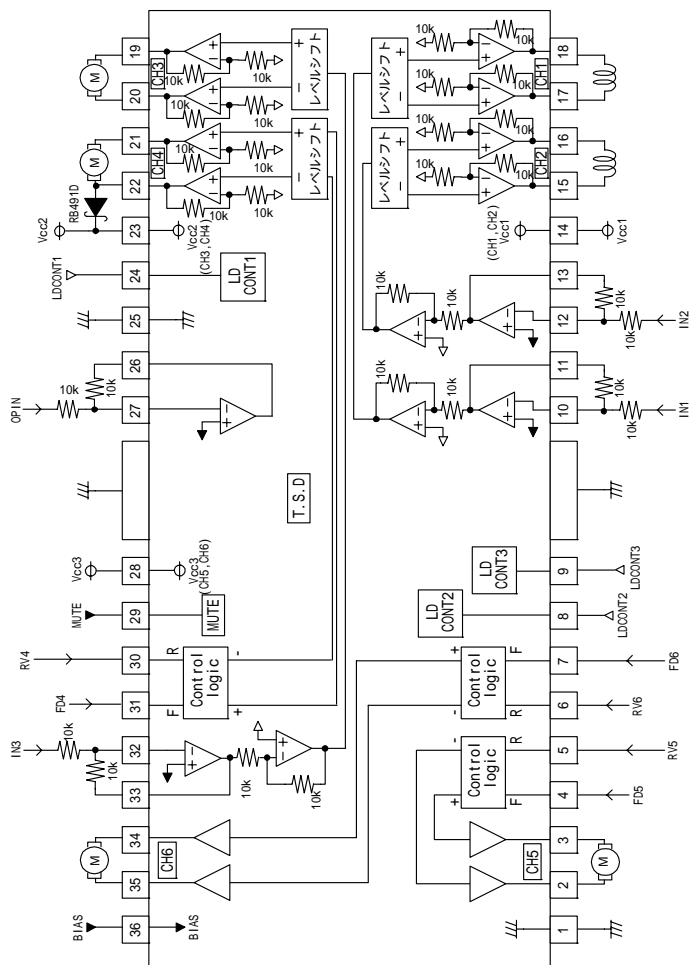 19
20
21
22
23
24
25
26
27
28
29
30
31
32
33
34
35
36
M
M
RB491D
Vcc2
LDCONT1
10k
10k
OPIN
Vcc3
MUTE
RV4
FD4
IN3
10k
10k
M
BIAS
BIAS
CH3
10k
10k
10k
10k
+
-
レベルシフト
CH4
10k
10k
10k
10k
+
-
レベルシフト
Vcc2
(CH3,CH4)
LD
CONT1
T.S.D
Vcc3
(CH5,CH6)
MUTE
R
F
Control
logic
-
+
10k
10k
CH6
レベルシフト
+
-
10k
10k
10k
10k
CH1
レベルシフト
+
-
10k
10k
10k
10k
CH2
(CH1,CH2)
Vcc1
10k
10k
10k
10k
LD
CONT3
LD
CONT2
+
-
Control
logic
F
R
-
+
Control
logic
R
F
CH5
18
17
16
15
14
13
12
11
10
9
8
7
6
5
4
3
2
1
Vcc1
10k
10k
IN2
10k
10k
IN1
LDCONT3
LDCONT2
FD6
RV6
RV5
FD5
M